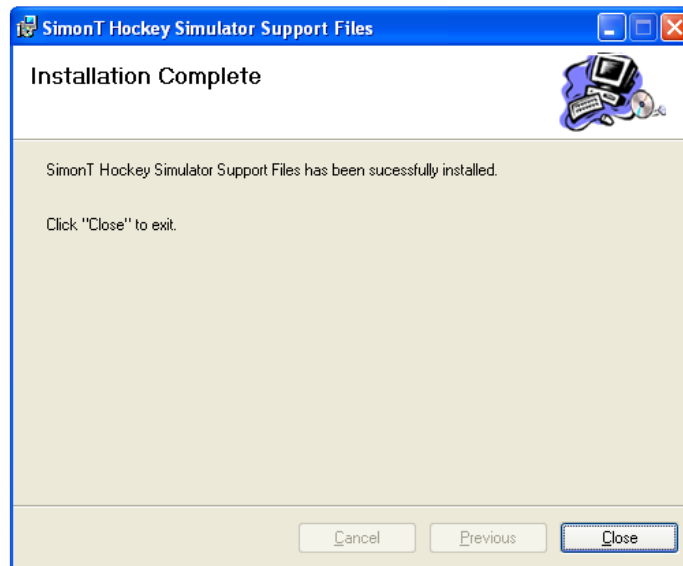 SimonT Hockey Simulator Support Files
Installation Complete
SimonT Hockey Simulator Support Files has been sucessfully installed.
Click "Close" to exit.
Cancel
Previous
Close